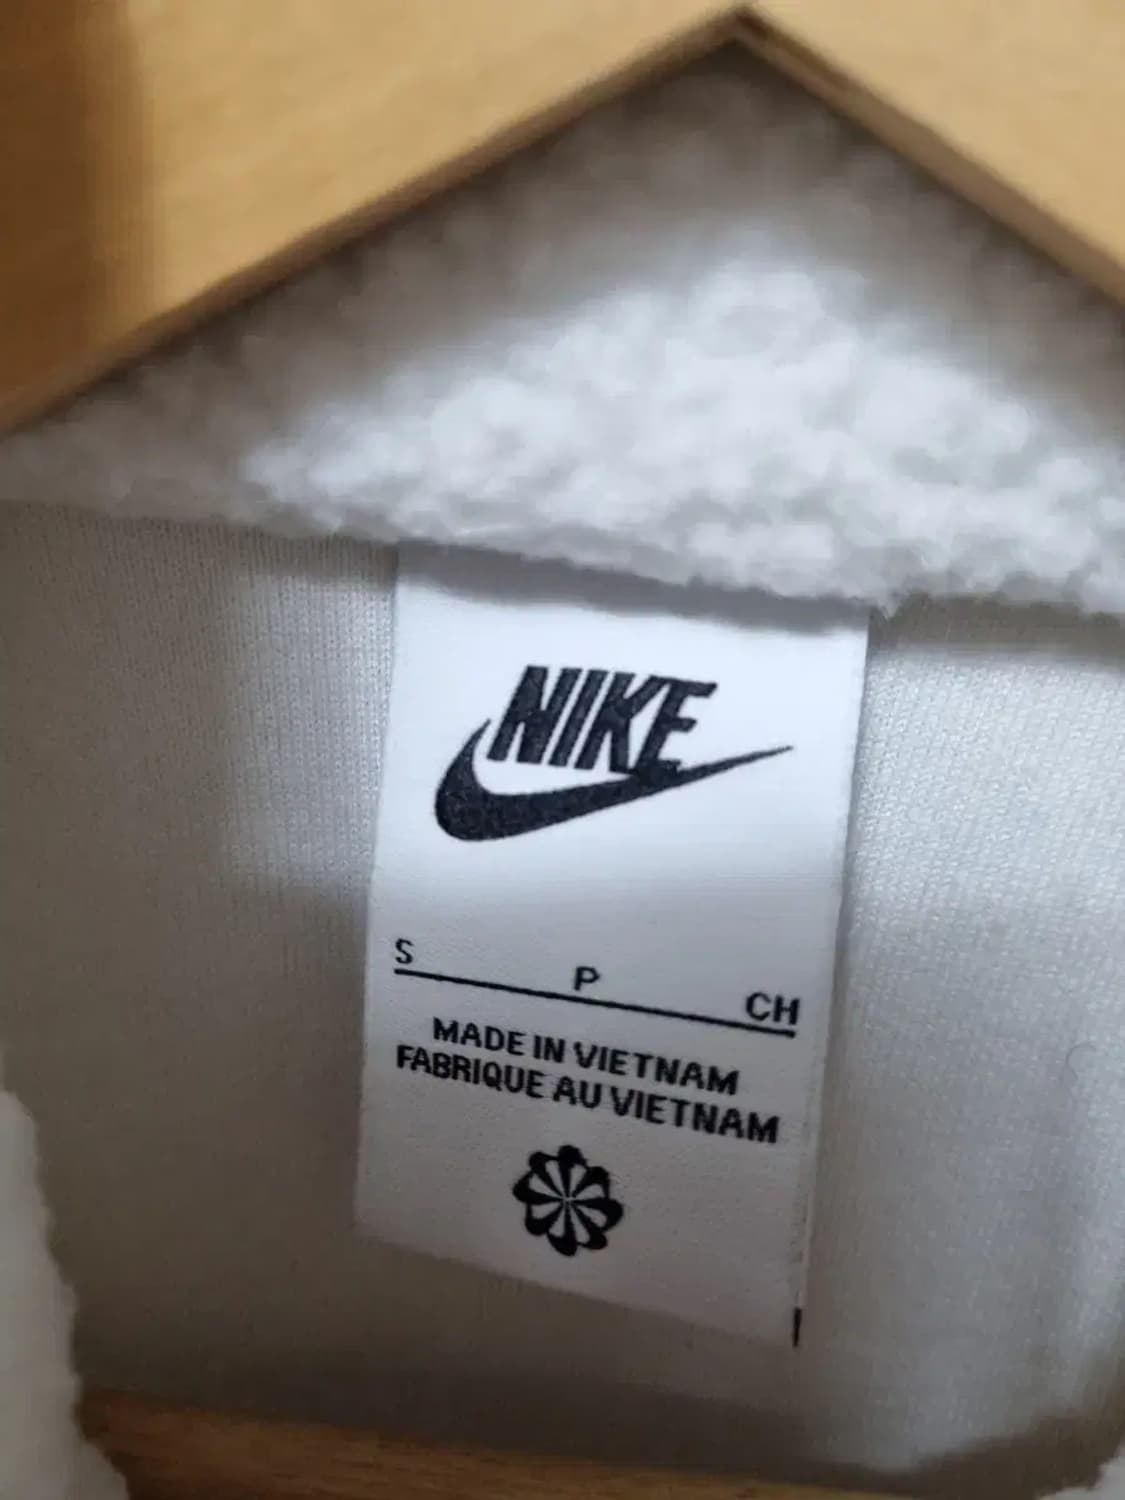 NIKE
S P CH
MADE IN VIETNAM
FABRIQUE AU VIETNAM